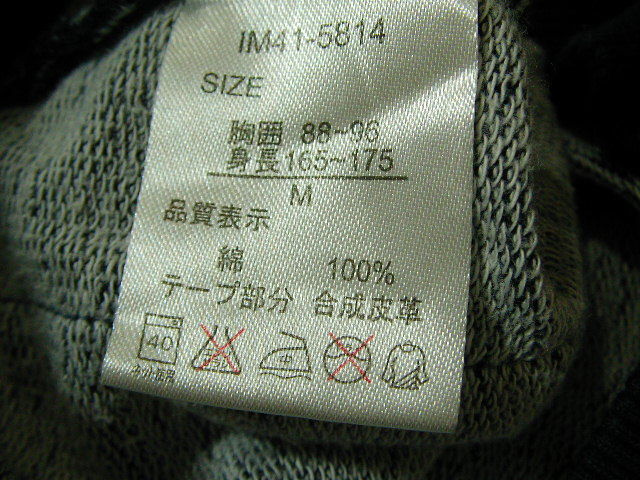 IM41-5814
SIZE
胸囲 88~96
身長165~175
M
品質表示
綿 100%
テープ部分 合成皮革
40 中